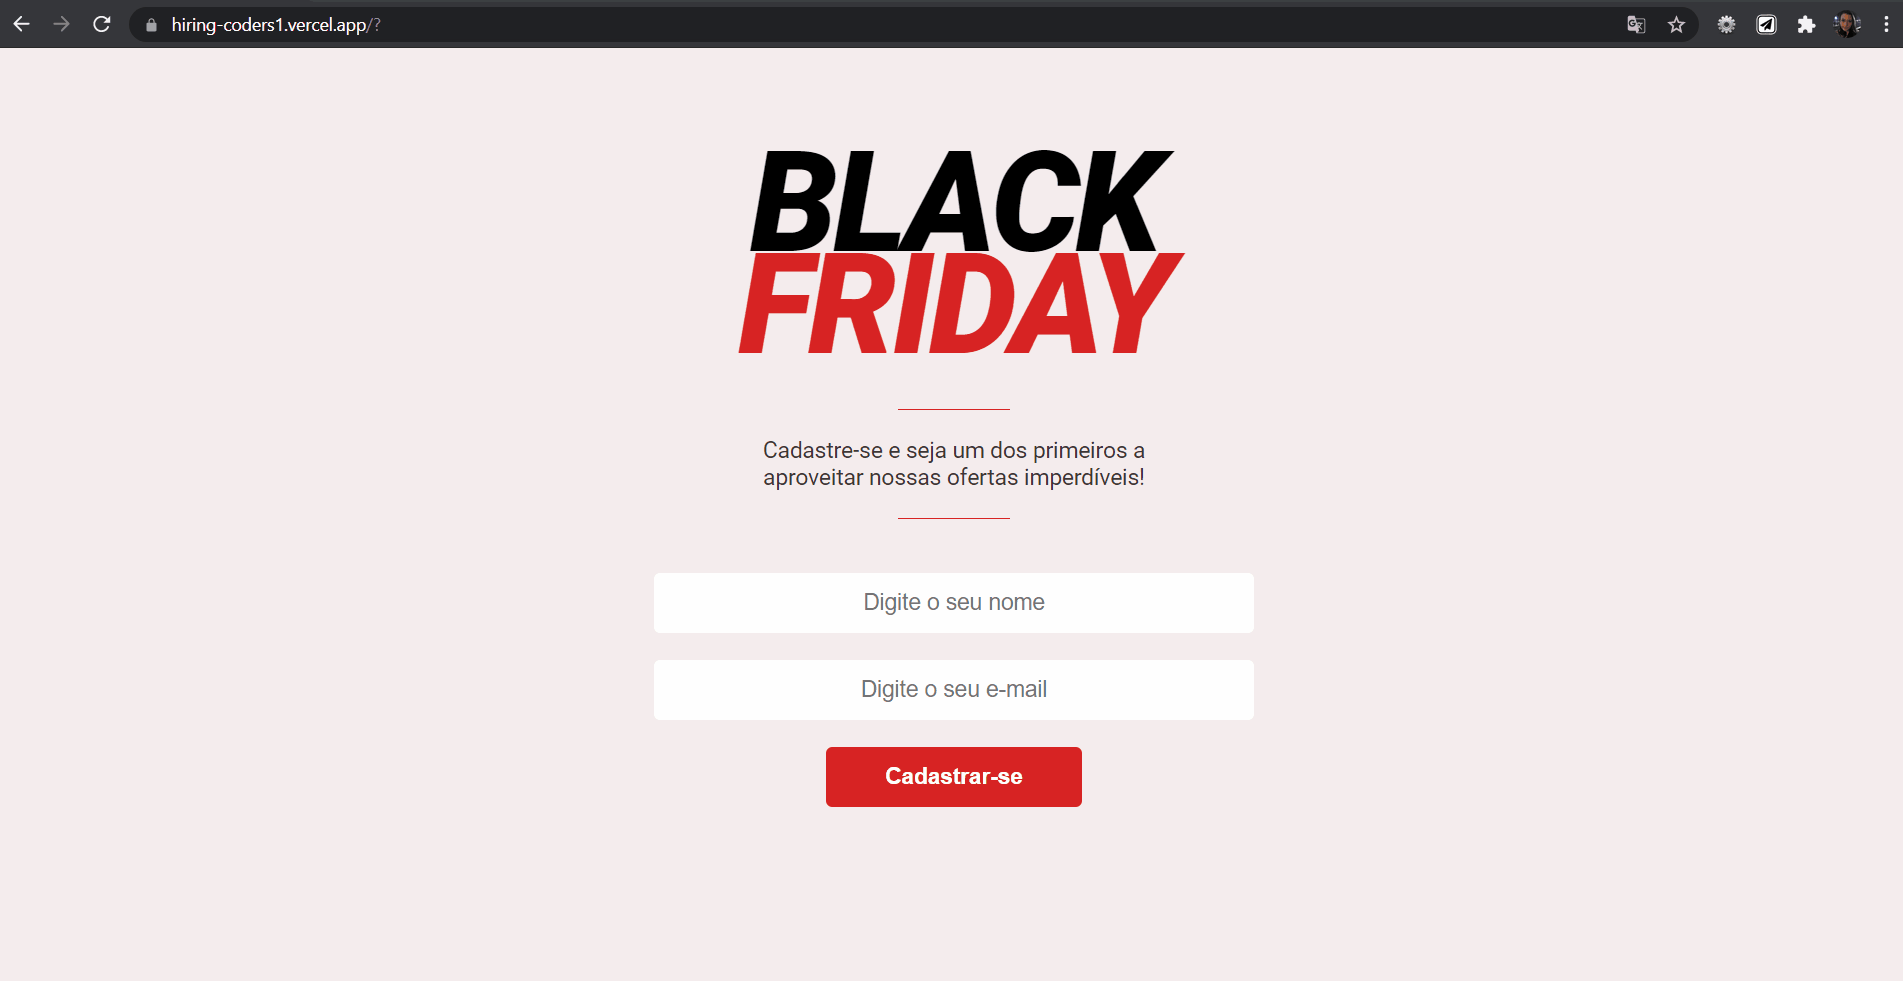 hiring-coders1.vercel.app/?
BLACK
FRIDAY
Cadastre-se e seja um dos primeiros a
aproveitar nossas ofertas imperdíveis!
Digite o seu nome
Digite o seu e-mail
Cadastrar-se